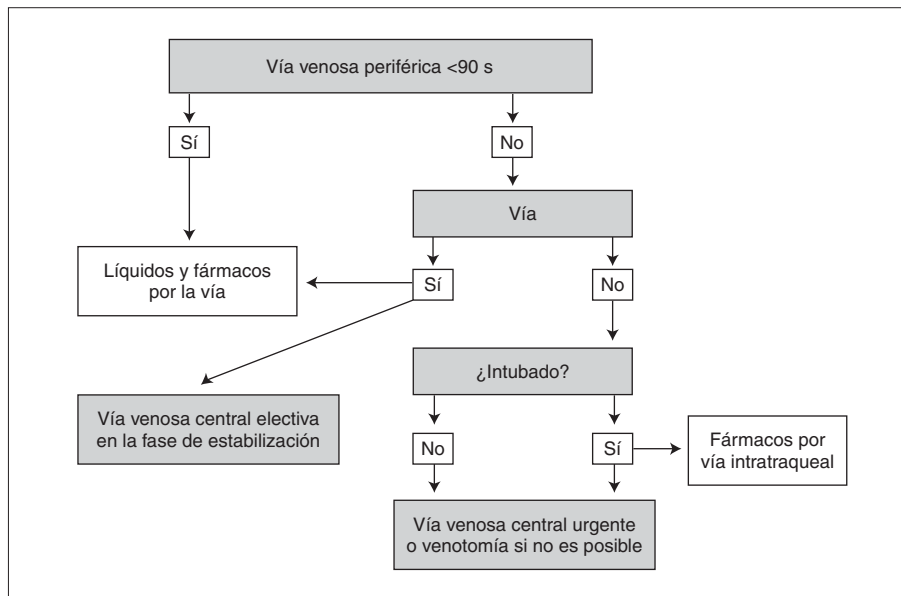 Vía venosa periférica <90 s
Sí
No
Vía
Líquidos y fármacos
por la vía
Sí
No
¿Intubado?
Vía venosa central electiva
en la fase de estabilización
No
Sí
Fármacos por
vía intratraqueal
Vía venosa central urgente
o venotomía si no es posible